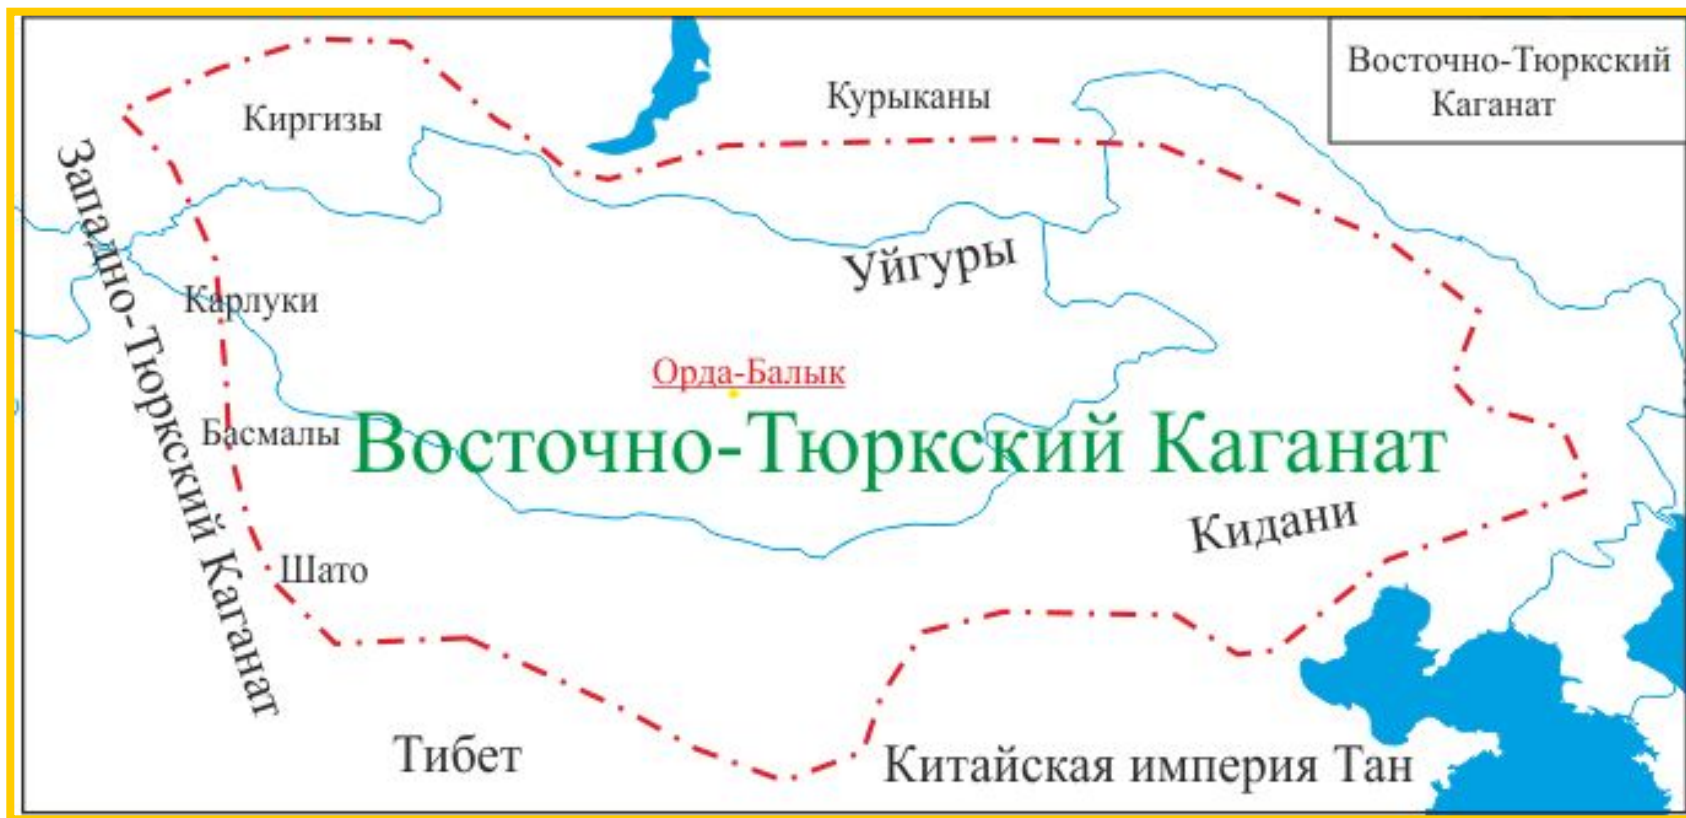 Восточно-Тюркский
Каганат
Киргизы
Курыканы
Западно-Тюркский Каганат
Уйгуры
Карлуки
Орда-Балык
Басмалы
Восточно-Тюркский Каганат
Кидани
Шато
Тибет
Китайская империя Тан